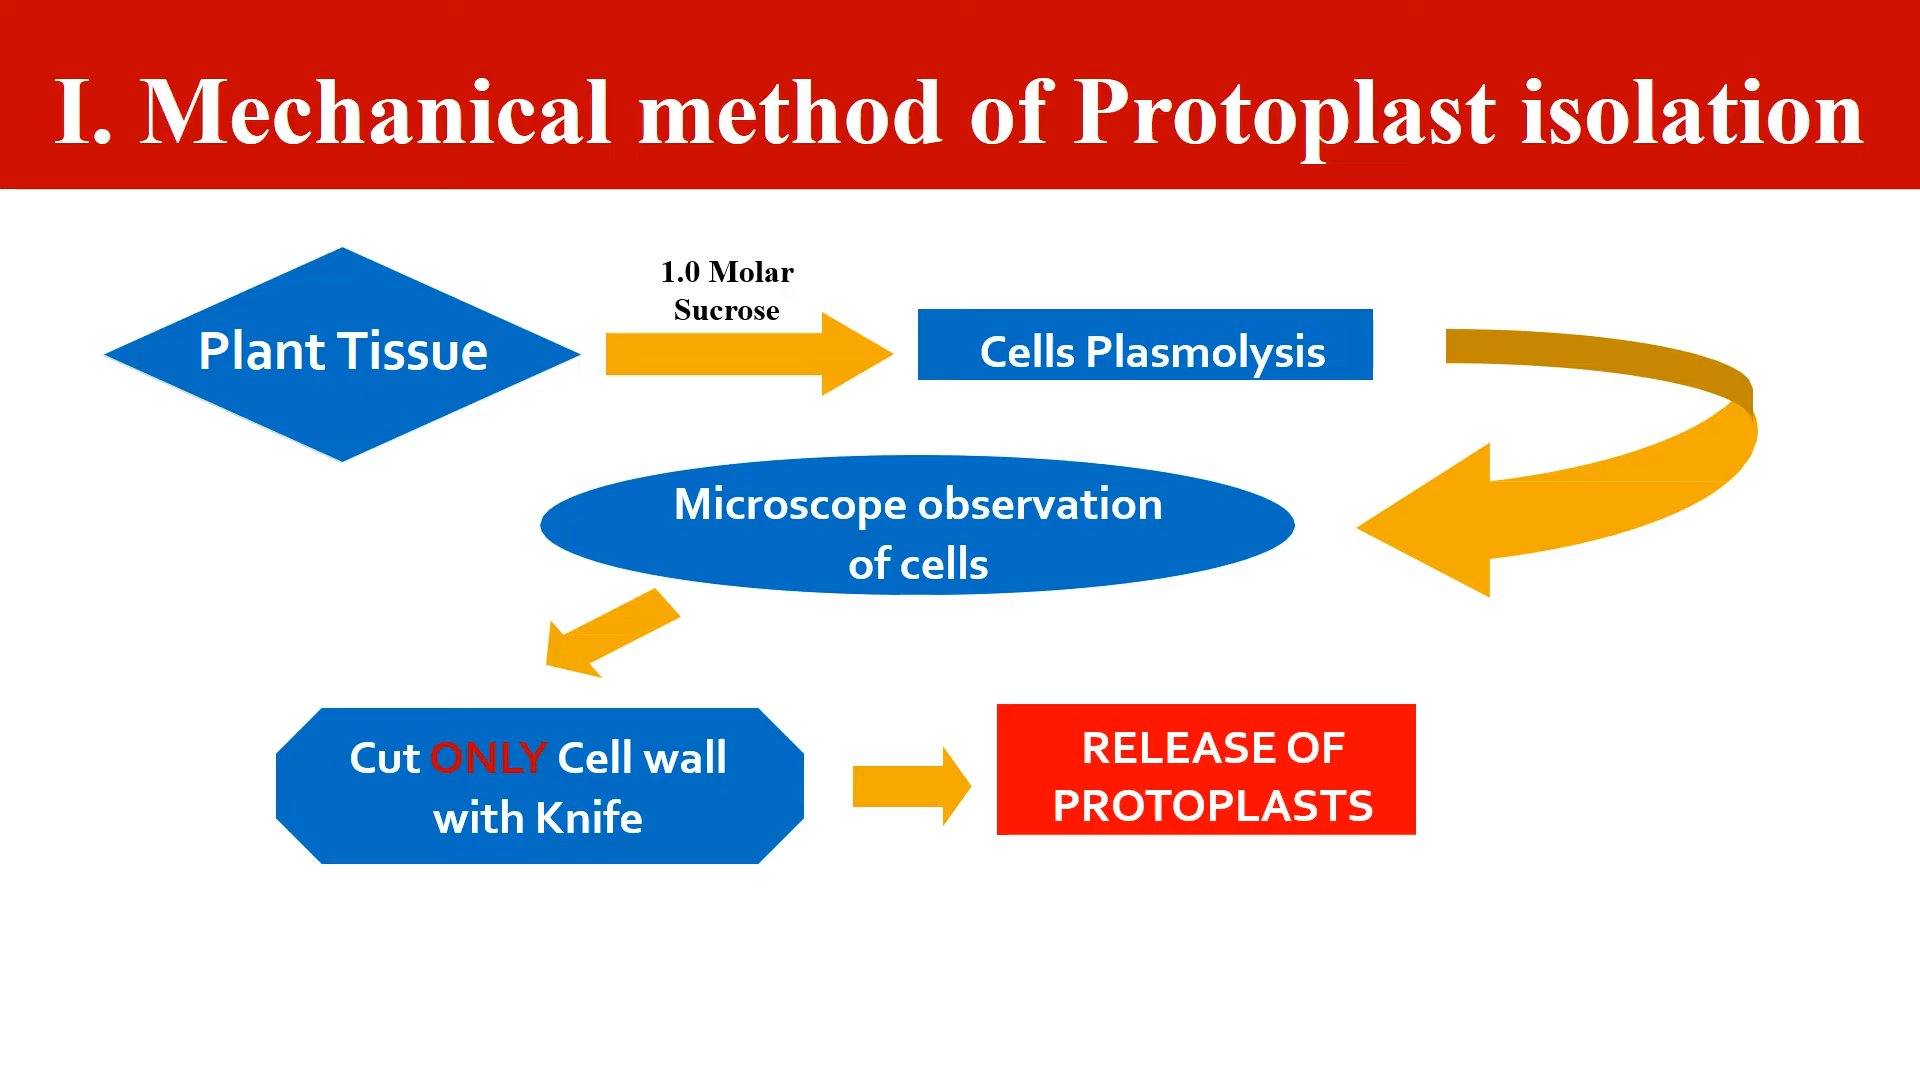 I. Mechanical method of Protoplast isolation
Plant Tissue
1.0 Molar
Sucrose
Cells Plasmolysis
Microscope observation
of cells
Cut ONLY Cell wall
with Knife
RELEASE OF
PROTOPLASTS